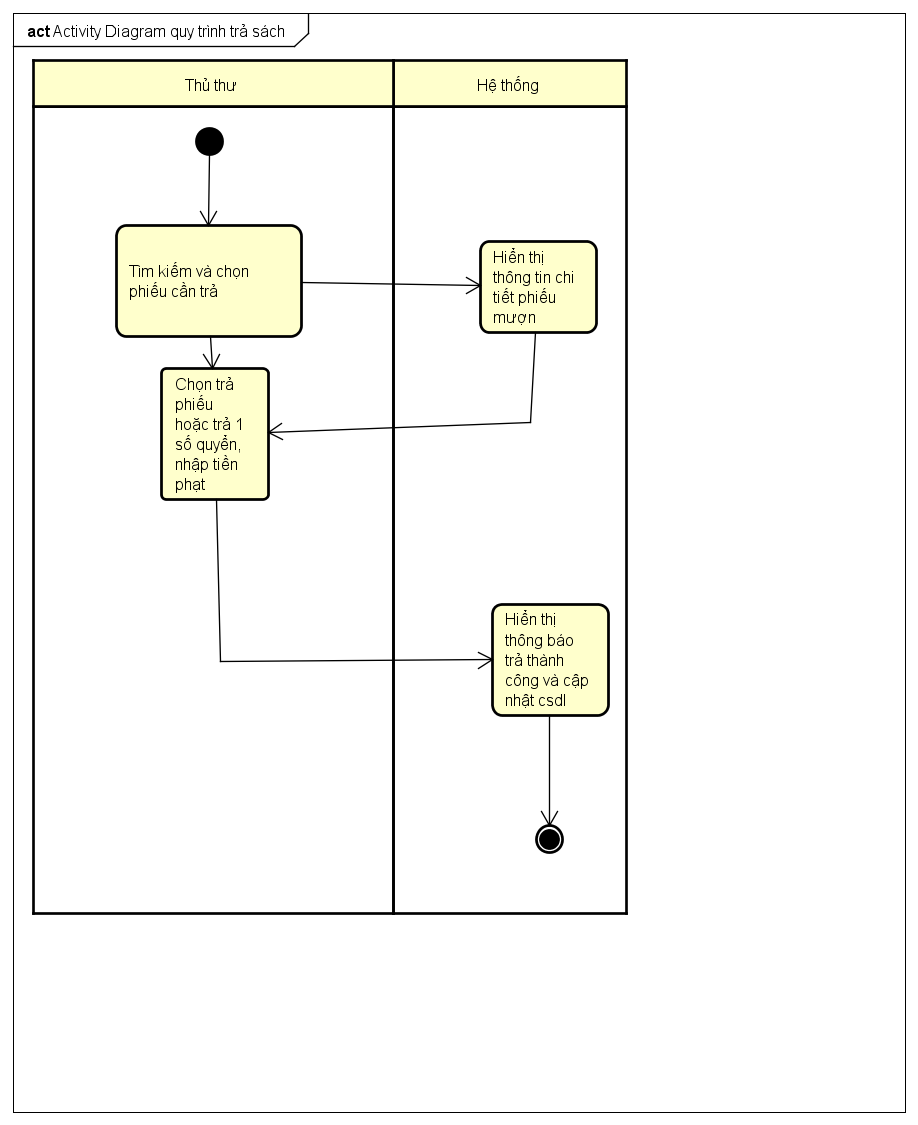 act Activity Diagram quy trình trả sách
Thủ thư
Hệ thống
Tìm kiếm và chọn
phiếu cần trả
Hiển thị
thông tin chi
tiết phiếu
mượn
Chọn trả
phiếu
hoặc trả 1
số quyển,
nhập tiền
phạt
Hiển thị
thông báo
trả thành
công và cập
nhật csdl